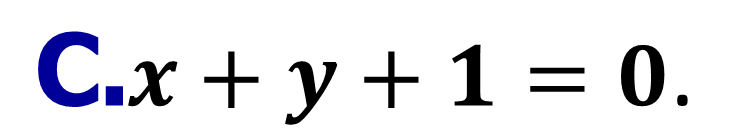 C.x + y + 1 = 0.